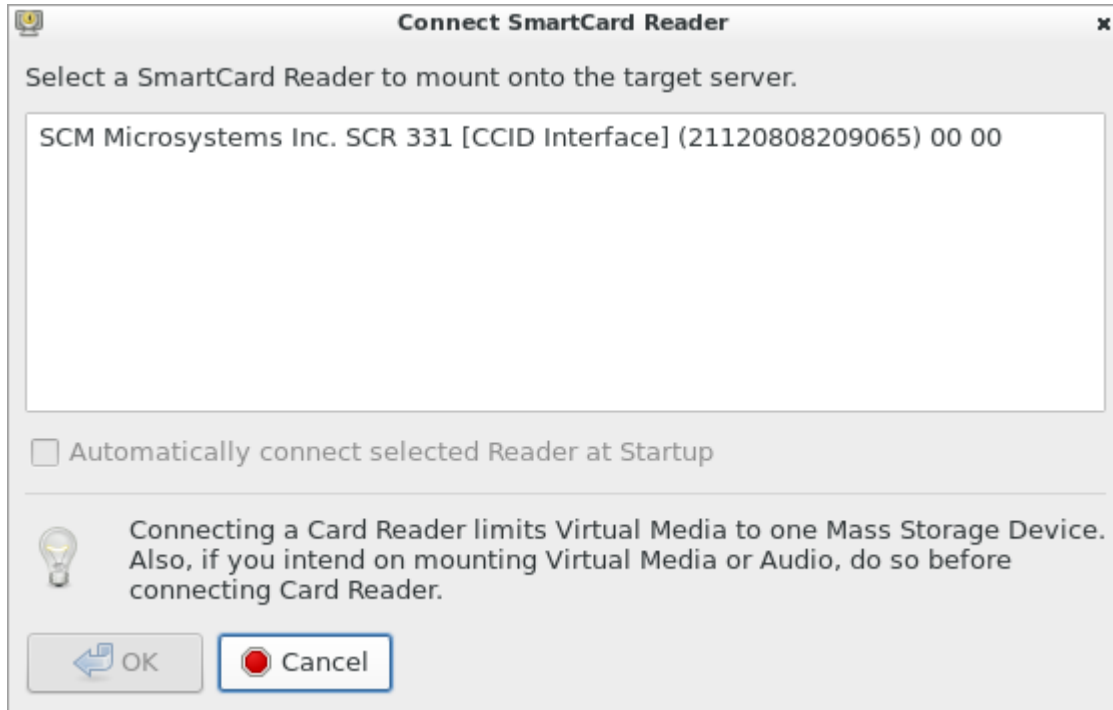 Connect SmartCard Reader
Select a SmartCard Reader to mount onto the target server.
SCM Microsystems Inc. SCR 331 [CCID Interface] (21120808209065) 00 00
Automatically connect selected Reader at Startup
Connecting a Card Reader limits Virtual Media to one Mass Storage Device.
Also, if you intend on mounting Virtual Media or Audio, do so before
connecting Card Reader.
OK
Cancel